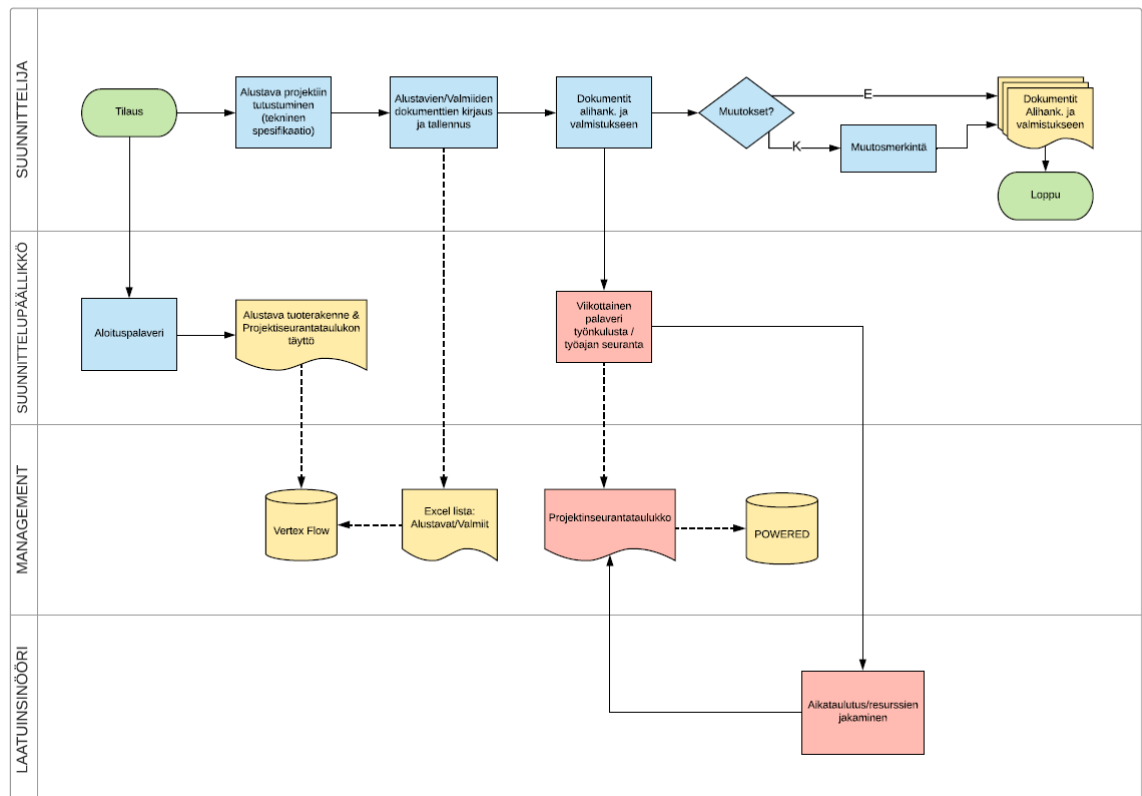 SUUNNITTELIJA
Tilaus
Alustava projektiin
tutustuminen
(tekninen
spesifikaatio)
Alustavien/Valmiiden
dokumenttien kirjaus
ja tallennus
Dokumentit
alihank. ja
valmistukseen
Muutokset?
E
K
Muutosmerkintä
Dokumentit
Alihank. ja
valmistukseen
Loppu
SUUNNITTELUPÄÄLLIKKÖ
Aloituspalaveri
Alustava tuoterakenne &
Projektiseurantataulukon
täyttö
Viikottainen
palaveri
työnkulusta /
työajan seuranta
MANAGEMENT
Vertex Flow
Excel lista:
Alustavat/Valmiit
Projektinseurantataulukko
POWERED
LAATUINSINÖÖRI
Aikataulutus/resurssien
jakaminen